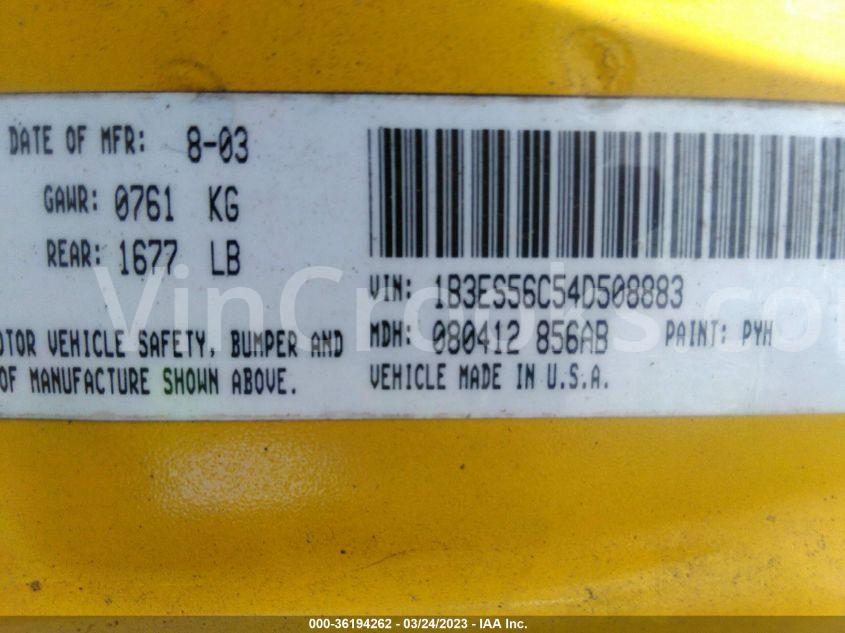 DATE OF MFR: 8-03
GAWR: 0761 KG
REAR: 1677 LB
VIN: 1B3ES56C54D508883
MDH: 080412 856AB PAINT: PYH
VEHICLE MADE IN U.S.A.
OTOR VEHICLE SAFETY, BUMPER AND
OF MANUFACTURE SHOWN ABOVE.
VinCrooks.com
000-36194262 - 03/24/2023 - IAA Inc.